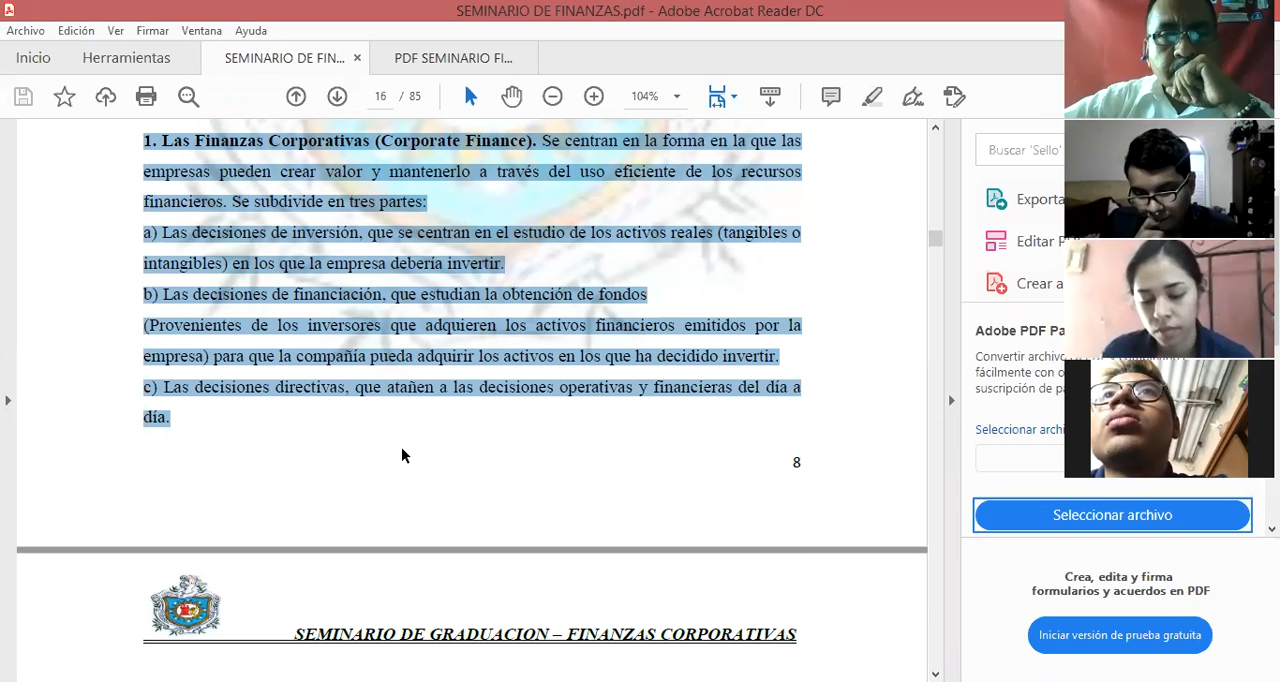 SEMINARIO DE FINANZAS.pdf - Adobe Acrobat Reader DC
Archivo Edición Ver Firmar Ventana Ayuda
Inicio Herramientas SEMINARIO DE FIN... × PDF SEMINARIO FI...
16 / 85 104%
1. Las Finanzas Corporativas (Corporate Finance). Se centran en la forma en la que las
empresas pueden crear valor y mantenerlo a través del uso eficiente de los recursos
financieros. Se subdivide en tres partes:
a) Las decisiones de inversión, que se centran en el estudio de los activos reales (tangibles o
intangibles) en los que la empresa debería invertir.
b) Las decisiones de financiación, que estudian la obtención de fondos
(Provenientes de los inversores que adquieren los activos financieros emitidos por la
empresa) para que la compañía pueda adquirir los activos en los que ha decidido invertir.
c) Las decisiones directivas, que atañen a las decisiones operativas y financieras del día a
día.
8
SEMINARIO DE GRADUACION – FINANZAS CORPORATIVAS
Buscar 'Sello'
Exporta
Editar P
Crear a
Adobe PDF Pa
Convertir archivo
fácilmente con o
suscripción de pa
Seleccionar archi
Seleccionar archivo
Crea, edita y firma
formularios y acuerdos en PDF
Iniciar versión de prueba gratuita